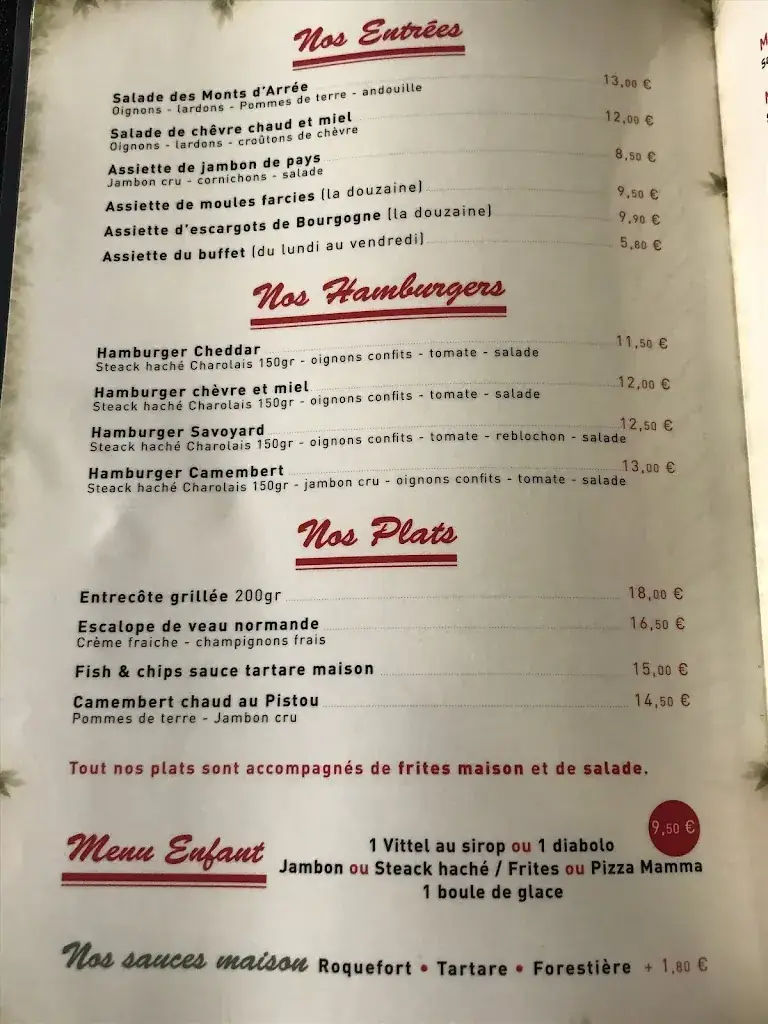 Nos Entrées
Salade des Monts d'Arrée 13,00 €
Oignons - lardons - Pommes de terre - andouille
Salade de chêvre chaud et miel 12,00 €
Oignons - lardons - croûtons de chèvre
Assiette de jambon de pays 8,50 €
Jambon cru - cornichons - salade
Assiette de moules farcies (la douzaine) 9,50 €
Assiette d'escargots de Bourgogne (la douzaine) 9,90 €
Assiette du buffet (du lundi au vendredi) 5,80 €
Nos Hamburgers
Hamburger Cheddar 11,50 €
Steack haché Charolais 150gr - oignons confits - tomate - salade
Hamburger chèvre et miel 12,00 €
Steack haché Charolais 150gr - oignons confits - tomate - salade
Hamburger Savoyard 12,50 €
Steack haché Charolais 150gr - oignons confits - tomate - reblochon - salade
Hamburger Camembert 13,00 €
Steack haché Charolais 150gr - jambon cru - oignons confits - tomate - salade
Nos Plats
Entrecôte grillée 200gr 18,00 €
Escalope de veau normande 16,50 €
Crème fraiche - champignons frais
Fish & chips sauce tartare maison 15,00 €
Camembert chaud au Pistou 14,50 €
Pommes de terre - Jambon cru
Tout nos plats sont accompagnés de frites maison et de salade.
Menu Enfant
9,50 €
1 Vittel au sirop ou 1 diabolo
Jambon ou Steack haché / Frites ou Pizza Mamma
1 boule de glace
Nos sauces maison Roquefort • Tartare • Forestière + 1,80 €